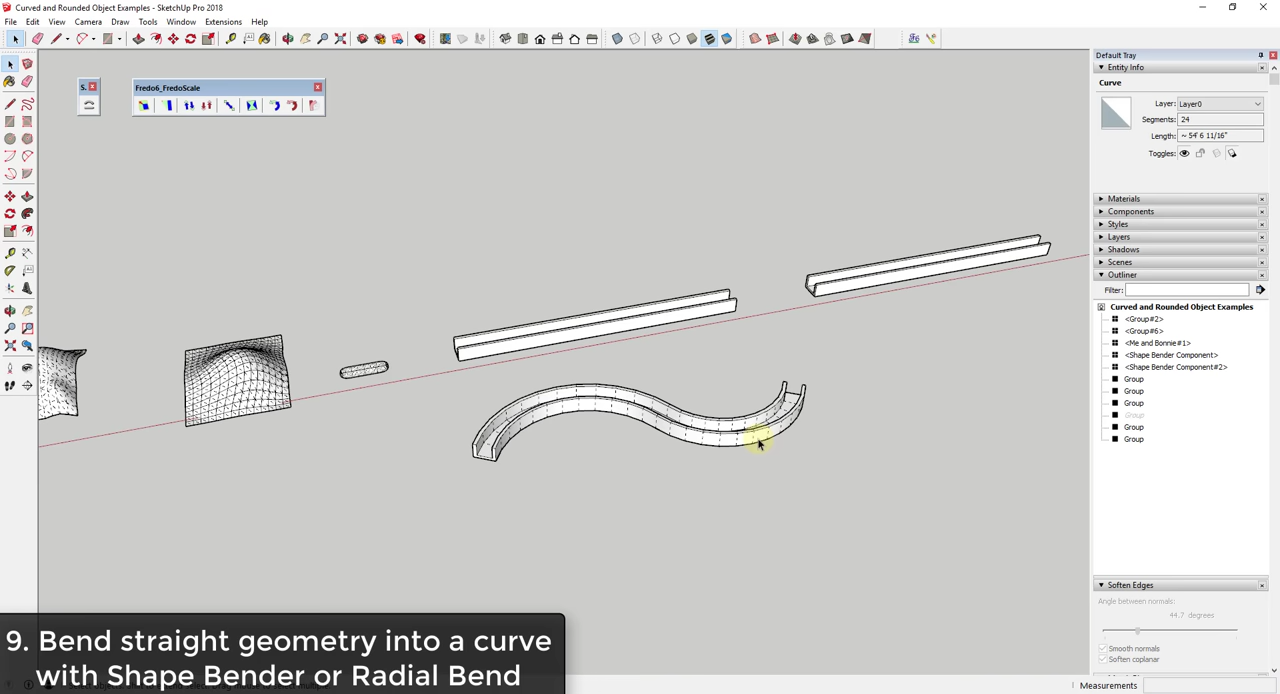 Curved and Rounded Object Examples - SketchUp Pro 2018
File Edit View Camera Draw Tools Window Extensions Help
Default Tray
Entity Info
S.
Fredo6_FredoScale
Curve
Layer: Layer0
Segments: 24
Length: ~ 54' 6 11/16"
Toggles:
Materials
Components
Styles
Layers
Shadows
Scenes
Outliner
Filter:
Curved and Rounded Object Examples
<Group#2>
<Group#6>
<Me and Bonnie#1>
<Shape Bender Component>
<Shape Bender Component#2>
Group
Group
Group
Group
Group
Group
Soften Edges
Angle between normals:
44.7 degrees
Smooth normals
Soften coplanar
9. Bend straight geometry into a curve
with Shape Bender or Radial Bend
Measurements